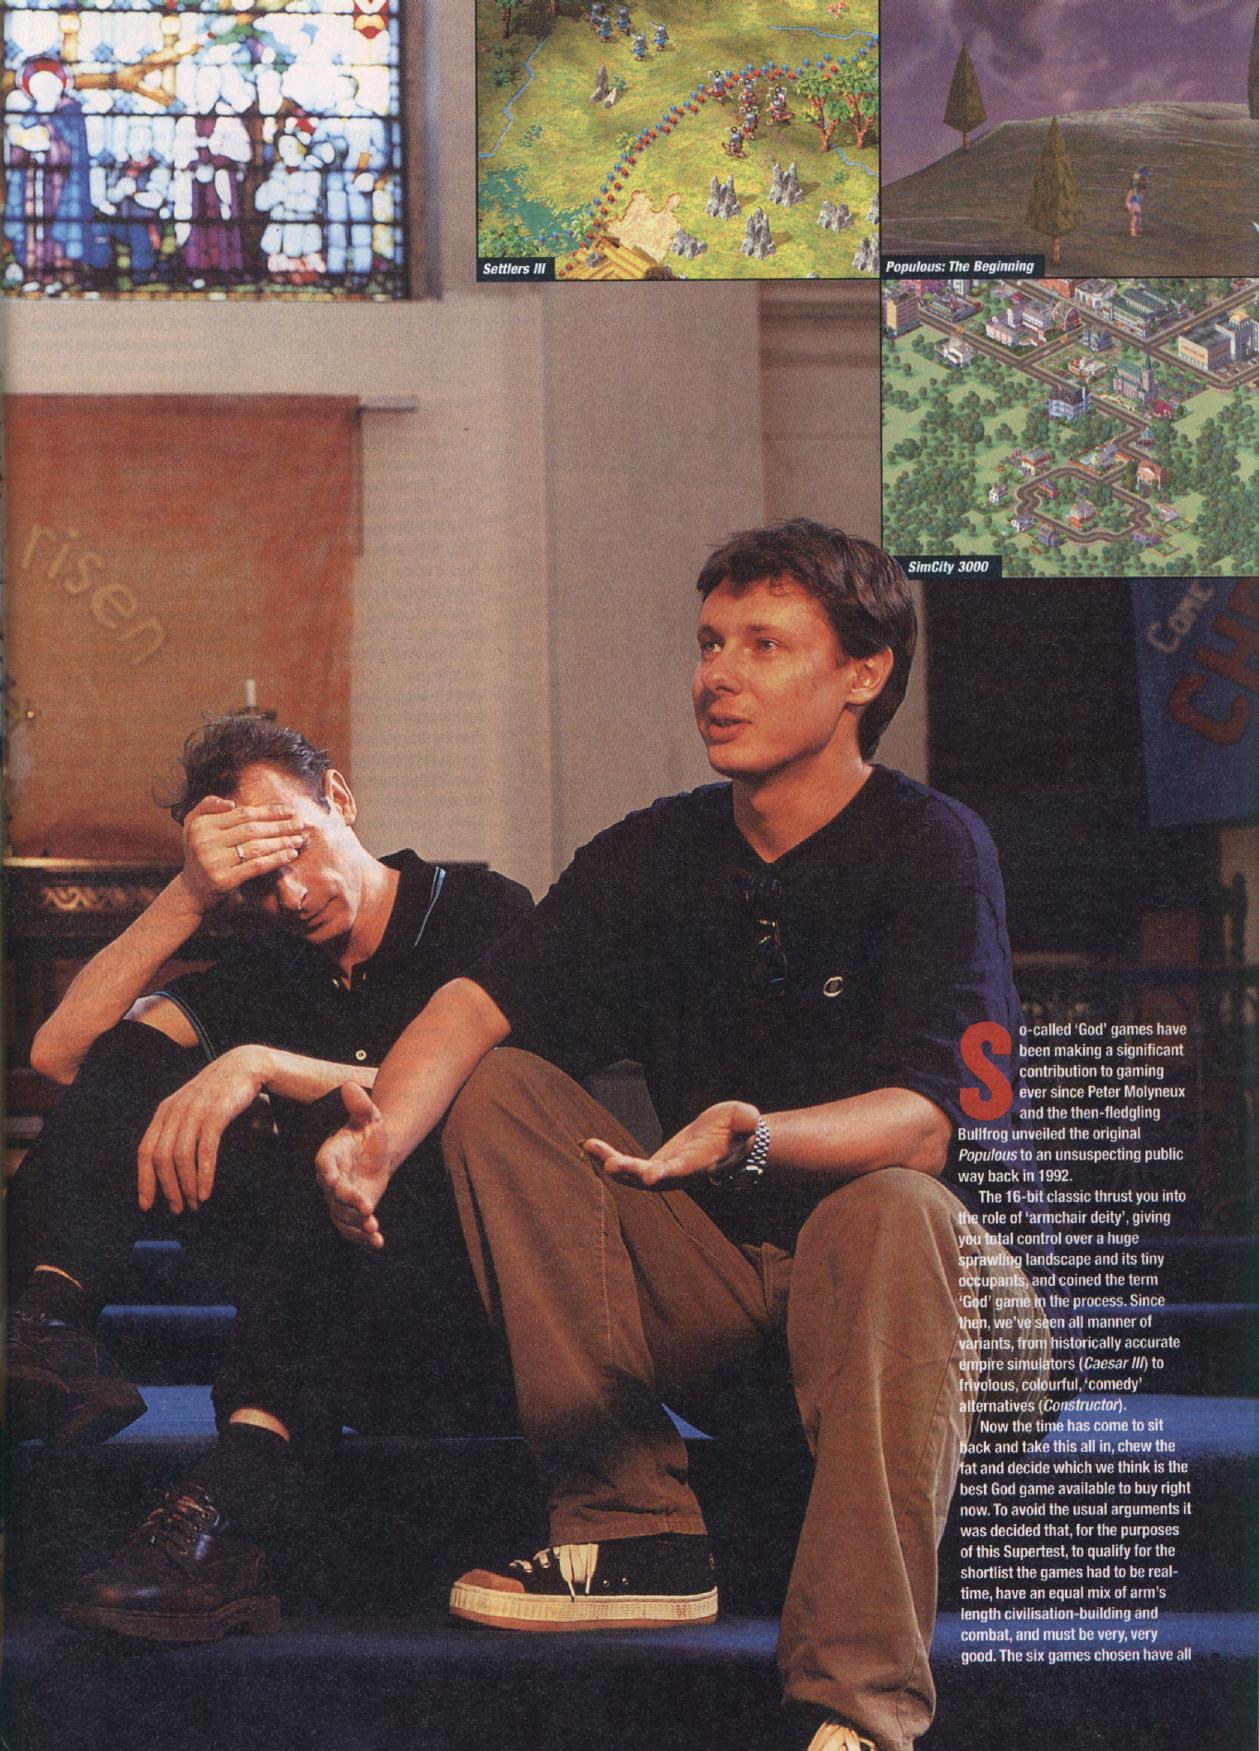 Settlers III
Populous: The Beginning
SimCity 3000
risen
Come
So-called ‘God’ games have
been making a significant
contribution to gaming
ever since Peter Molyneux
and the then-fledgling
Bullfrog unveiled the original
Populous to an unsuspecting public
way back in 1992.
The 16-bit classic thrust you into
the role of ‘armchair deity’, giving
you total control over a huge
sprawling landscape and its tiny
occupants, and coined the term
‘God’ game in the process. Since
then, we’ve seen all manner of
variants, from historically accurate
empire simulators (Caesar III) to
frivolous, colourful, ‘comedy’
alternatives (Constructor).
Now the time has come to sit
back and take this all in, chew the
fat and decide which we think is the
best God game available to buy right
now. To avoid the usual arguments it
was decided that, for the purposes
of this Supertest, to qualify for the
shortlist the games had to be real-
time, have an equal mix of arm’s
length civilisation-building and
combat, and must be very, very
good. The six games chosen have all